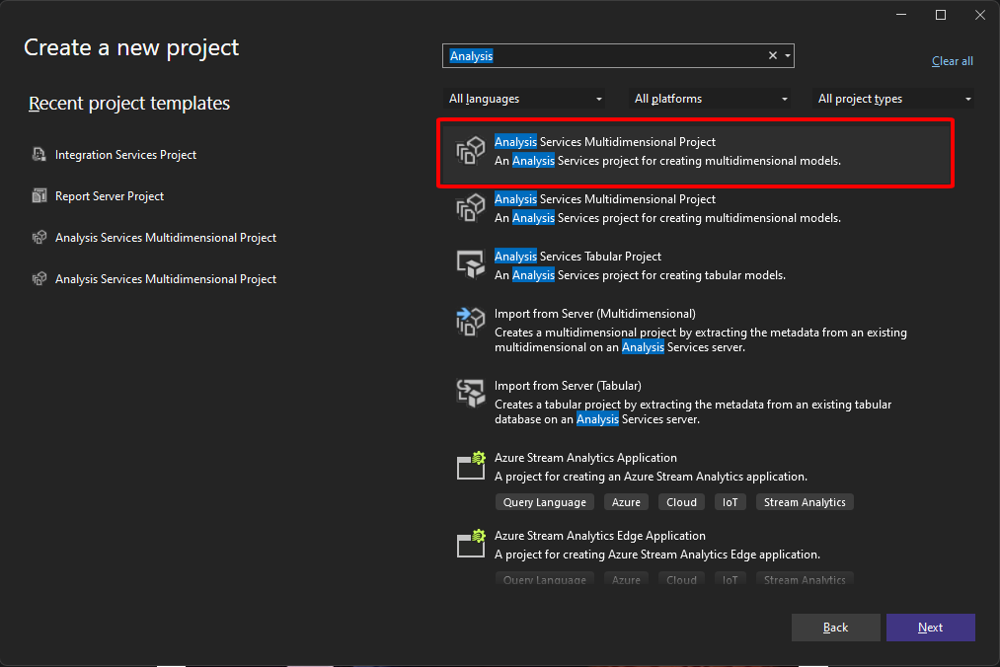 Create a new project
Analysis
Clear all
Recent project templates
Integration Services Project
Report Server Project
Analysis Services Multidimensional Project
Analysis Services Multidimensional Project
All languages
All platforms
All project types
Analysis Services Multidimensional Project
An Analysis Services project for creating multidimensional models.
Analysis Services Multidimensional Project
An Analysis Services project for creating multidimensional models.
Analysis Services Tabular Project
An Analysis Services project for creating tabular models.
Import from Server (Multidimensional)
Creates a multidimensional project by extracting the metadata from an existing
multidimensional on an Analysis Services server.
Import from Server (Tabular)
Creates a tabular project by extracting the metadata from an existing tabular
database on an Analysis Services server.
Azure Stream Analytics Application
A project for creating an Azure Stream Analytics application.
Query Language Azure Cloud IoT Stream Analytics
Azure Stream Analytics Edge Application
A project for creating Azure Stream Analytics Edge application.
Query Language Azure Cloud IoT Stream Analytics
Back
Next